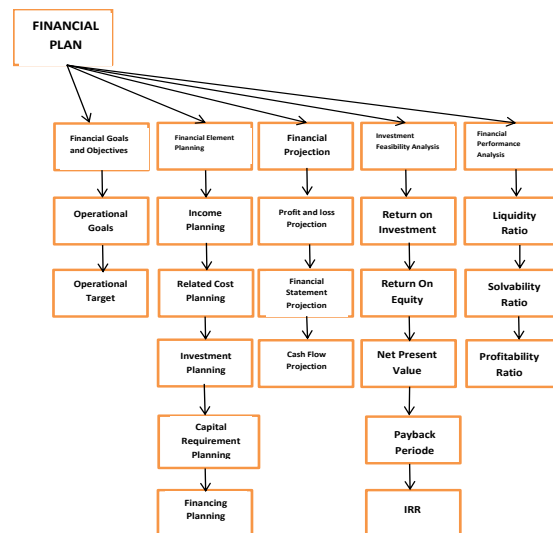 FINANCIAL
PLAN
Financial Goals
and Objectives
Operational
Goals
Operational
Target
Financial Element
Planning
Income
Planning
Related Cost
Planning
Investment
Planning
Capital
Requirement
Planning
Financing
Planning
Financial
Projection
Profit and loss
Projection
Financial
Statement
Projection
Cash Flow
Projection
Investment
Feasibility Analysis
Return on
Investment
Return On
Equity
Net Present
Value
Payback
Periode
IRR
Financial
Performance
Analysis
Liquidity
Ratio
Solvability
Ratio
Profitability
Ratio